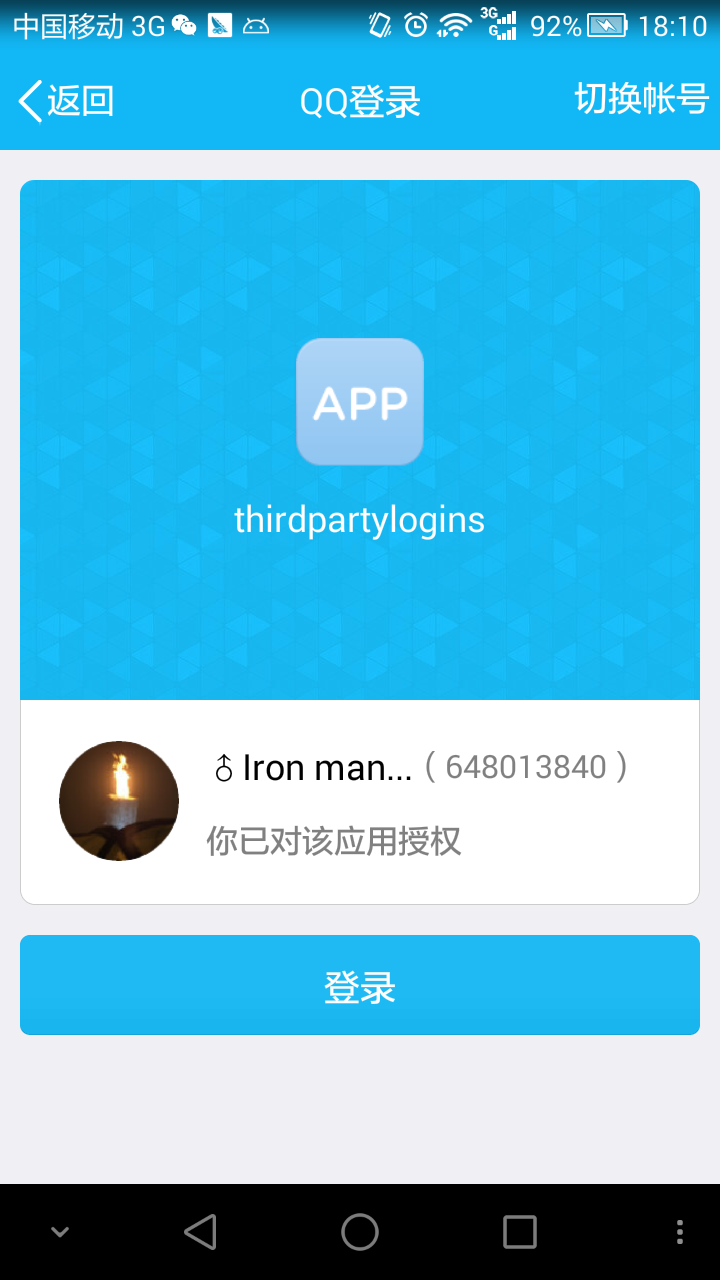 中国移动 3G 3G G 92% 18:10
返回 QQ登录 切换帐号
APP
thirdpartylogins
♂Iron man... (648013840)
你已对该应用授权
登录